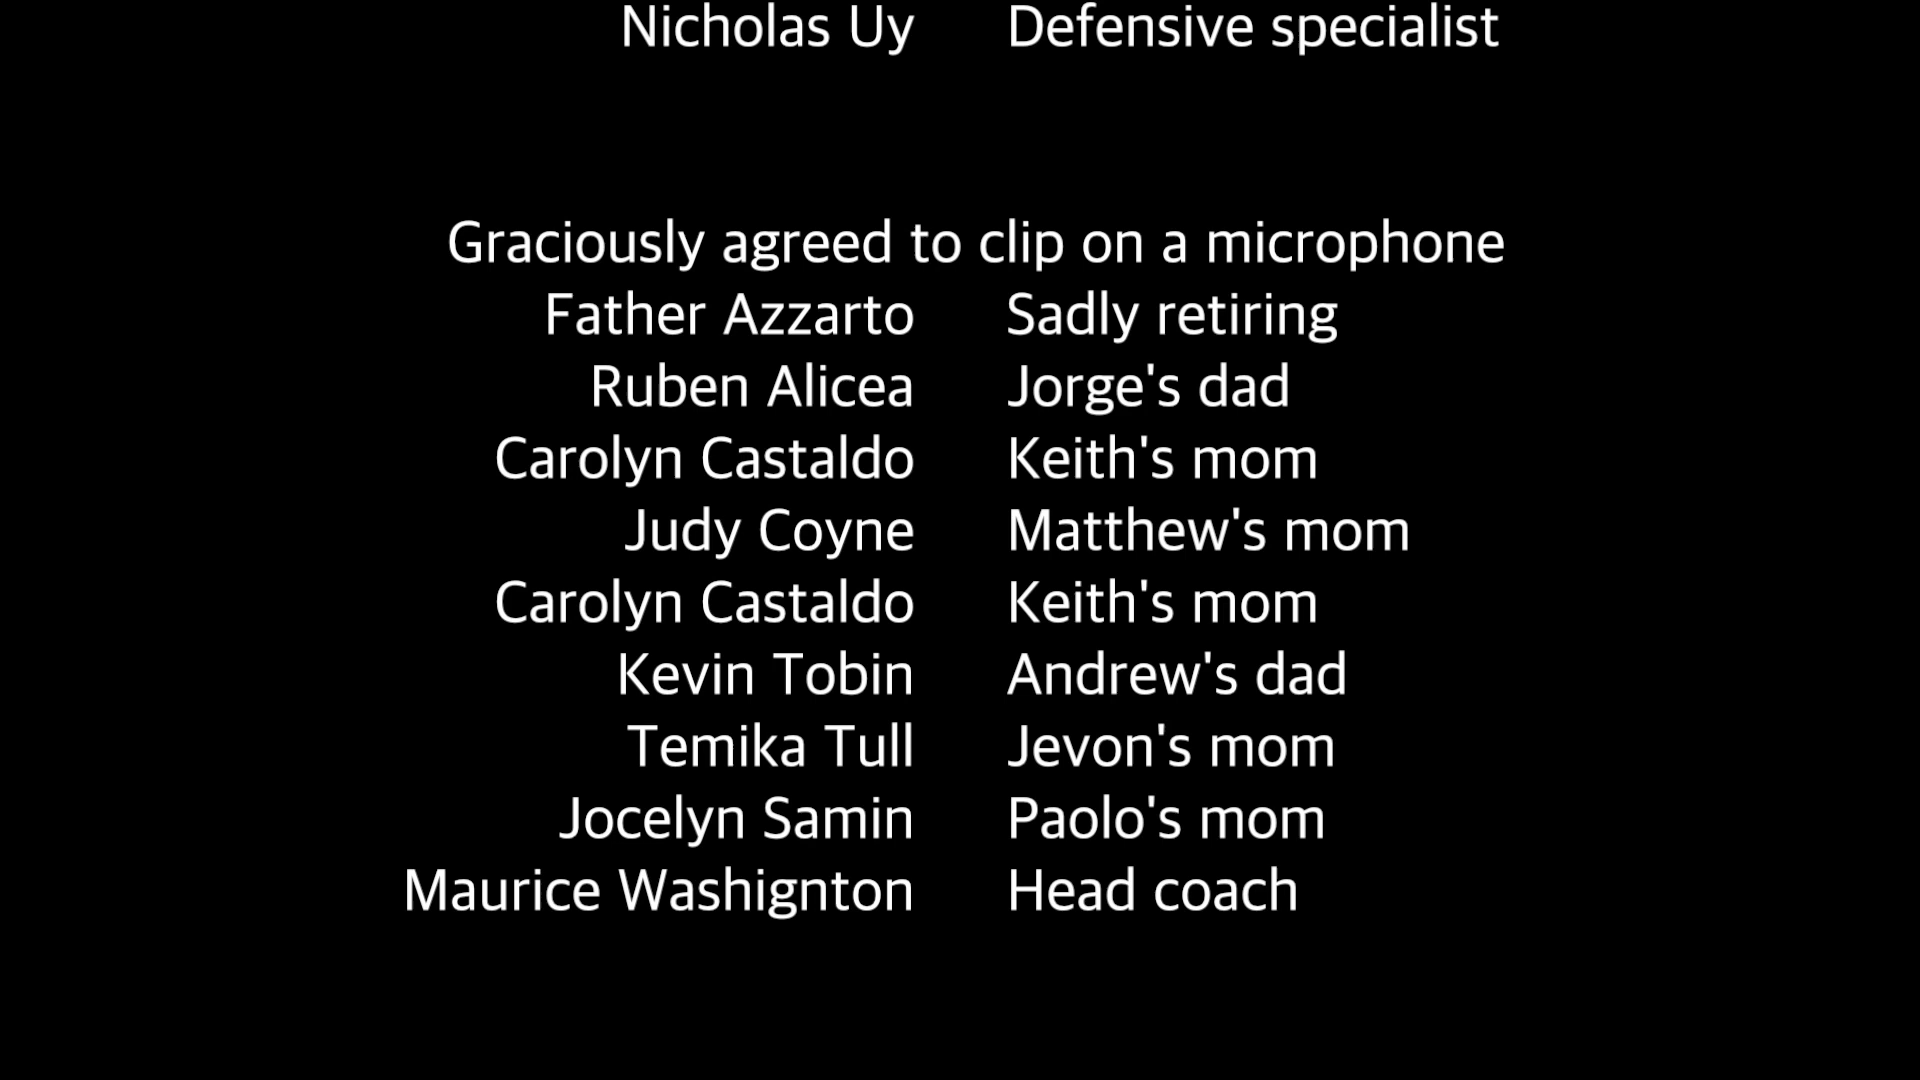 Nicholas Uy Defensive specialist
Graciously agreed to clip on a microphone
Father Azzarto Sadly retiring
Ruben Alicea Jorge's dad
Carolyn Castaldo Keith's mom
Judy Coyne Matthew's mom
Carolyn Castaldo Keith's mom
Kevin Tobin Andrew's dad
Temika Tull Jevon's mom
Jocelyn Samin Paolo's mom
Maurice Washignton Head coach